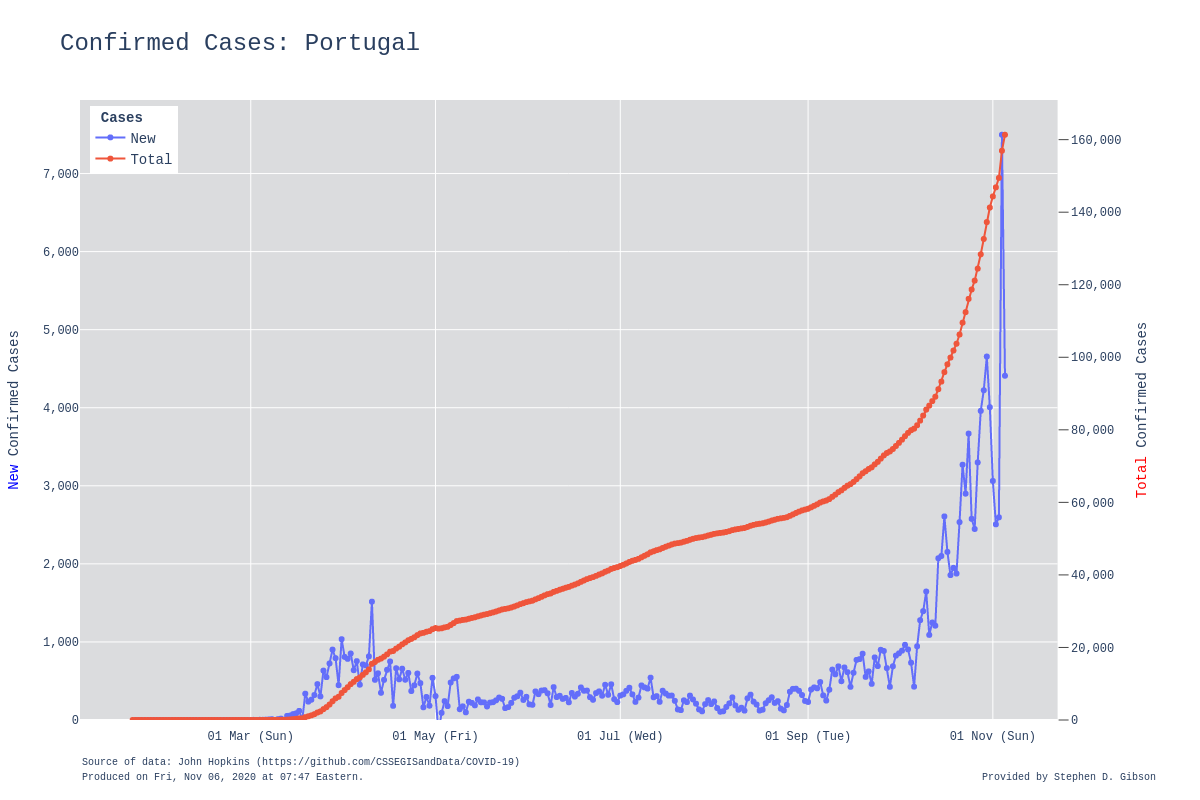 Confirmed Cases: Portugal
Cases
New
Total
7,000
6,000
5,000
4,000
3,000
2,000
1,000
0
New Confirmed Cases
160,000
140,000
120,000
100,000
80,000
60,000
40,000
20,000
0
Total Confirmed Cases
01 Mar (Sun)
01 May (Fri)
01 Jul (Wed)
01 Sep (Tue)
01 Nov (Sun)
Source of data: John Hopkins (https://github.com/CSSEGISandData/COVID-19)
Produced on Fri, Nov 06, 2020 at 07:47 Eastern.
Provided by Stephen D. Gibson